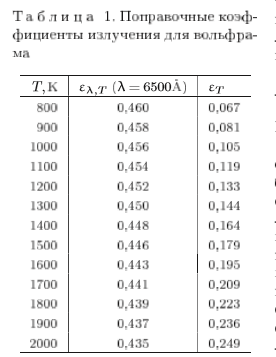 Таблица 1. Поправочные коэф-
фициенты излучения для вольфра-
ма
T, K ελ,T (λ = 6500Å) εT
800 0,460 0,067
900 0,458 0,081
1000 0,456 0,105
1100 0,454 0,119
1200 0,452 0,133
1300 0,450 0,144
1400 0,448 0,164
1500 0,446 0,179
1600 0,443 0,195
1700 0,441 0,209
1800 0,439 0,223
1900 0,437 0,236
2000 0,435 0,249